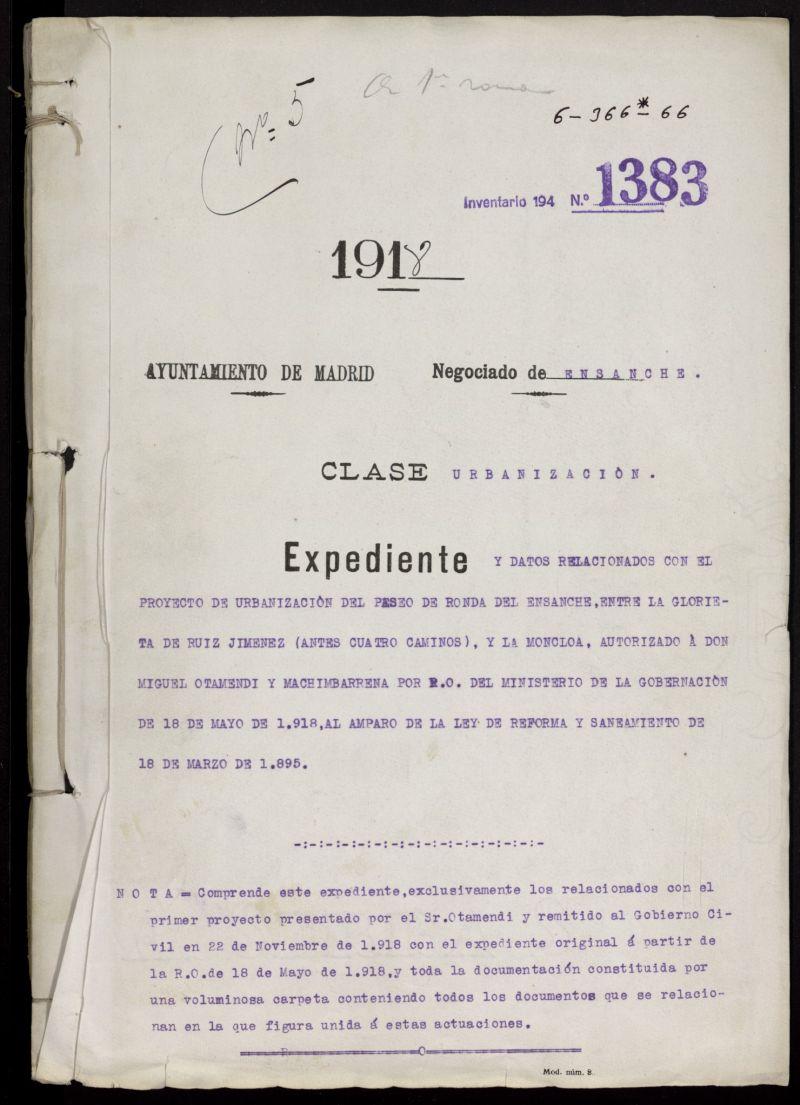 Nº = 5
6-366*-66
Inventario 194 N.º 1383
1918
AYUNTAMIENTO DE MADRID Negociado de ENSANCHE.
CLASE URBANIZACIÒN.
Expediente Y DATOS RELACIONADOS CON EL
PROYECTO DE URBANIZACIÒN DEL PASEO DE RONDA DEL ENSANCHE,ENTRE LA GLORIE-
TA DE RUIZ JIMENEZ (ANTES CUATRO CAMINOS), Y LA MONCLOA, AUTORIZADO À DON
MIGUEL OTAMENDI Y MACHIMBARRENA POR R.O. DEL MINISTERIO DE LA GOBERNACIÒN
DE 18 DE MAYO DE 1.918,AL AMPARO DE LA LEY DE REFORMA Y SANEAMIENTO DE
18 DE MARZO DE 1.895.
-:-:-:-:-:-:-:-:-:-:-:-:-:-:-:-
NOTA = Comprende este expediente,exclusivamente los relacionados con el
primer proyecto presentado por el Sr.Otamendi y remitido al Gobierno Ci-
vil en 22 de Noviembre de 1.918 con el expediente original á partir de
la R.O.de 18 de Mayo de 1.918,y toda la documentación constituida por
una voluminosa carpeta conteniendo todos los documentos que se relacio-
nan en la que figura unida á estas actuaciones.
Mod. núm. 8.